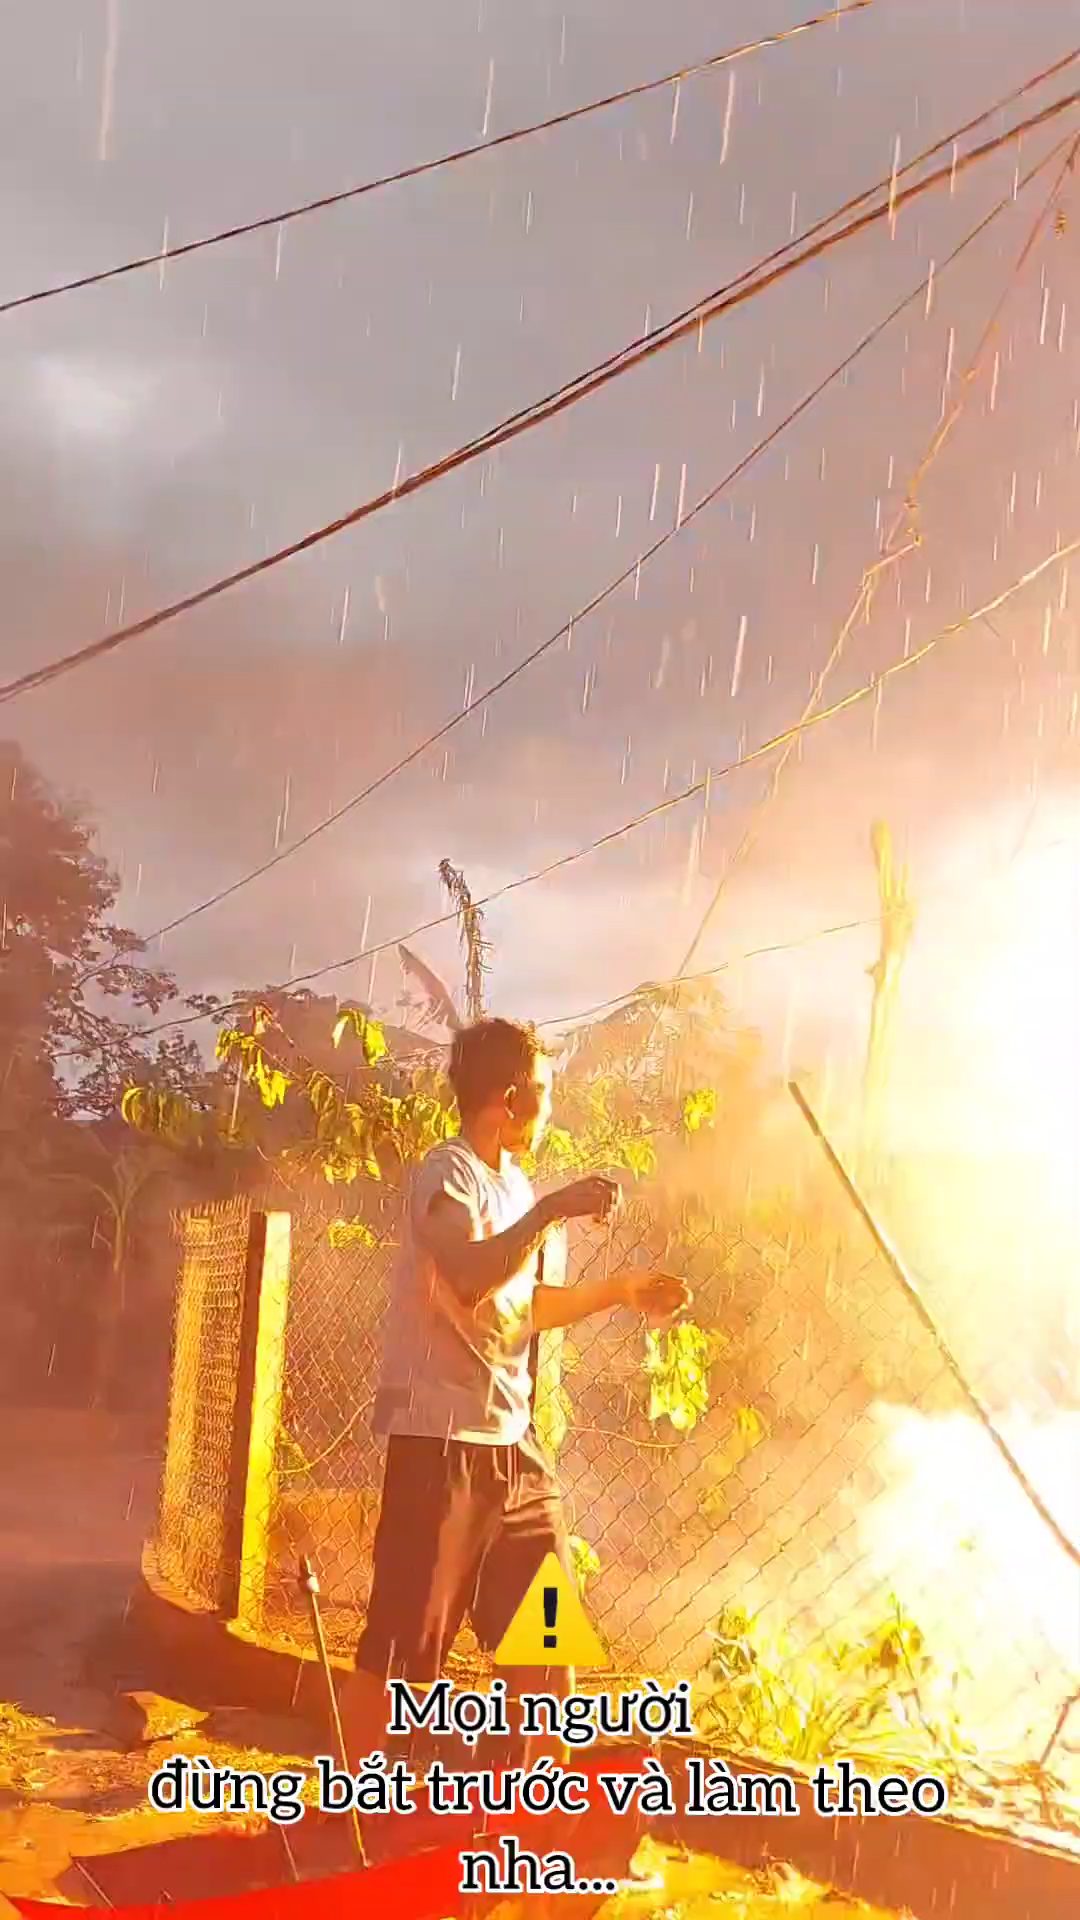 Mọi người
đừng bắt trước và làm theo
nha...